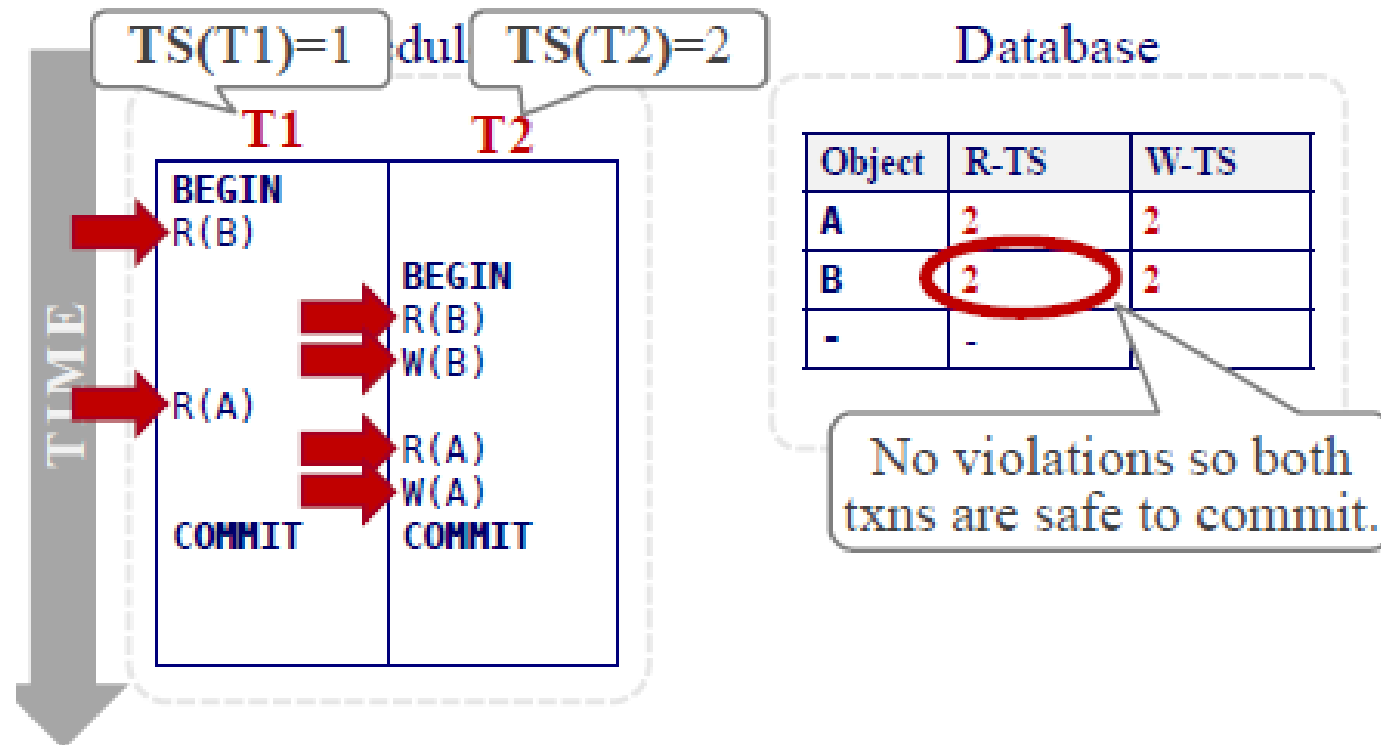 TS(T1)=1 edul TS(T2)=2
Database
T1 T2
BEGIN
R(B)
BEGIN
R(B)
W(B)
R(A)
R(A)
W(A)
COMMIT COMMIT
TIME
Object R-TS W-TS
A 2 2
B 2 2
- -
No violations so both
txns are safe to commit.